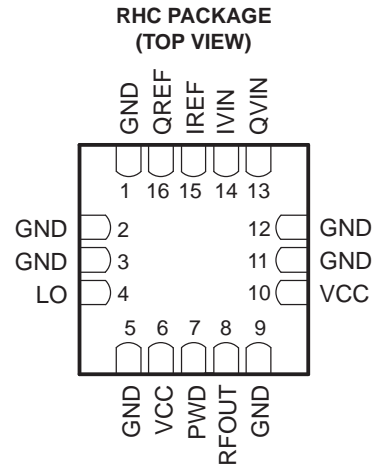 RHC PACKAGE
(TOP VIEW)
GND QREF IREF IVIN QVIN
1 16 15 14 13
GND 2 12 GND
GND 3 11 GND
LO 4 10 VCC
5 6 7 8 9
GND VCC PWD RFOUT GND